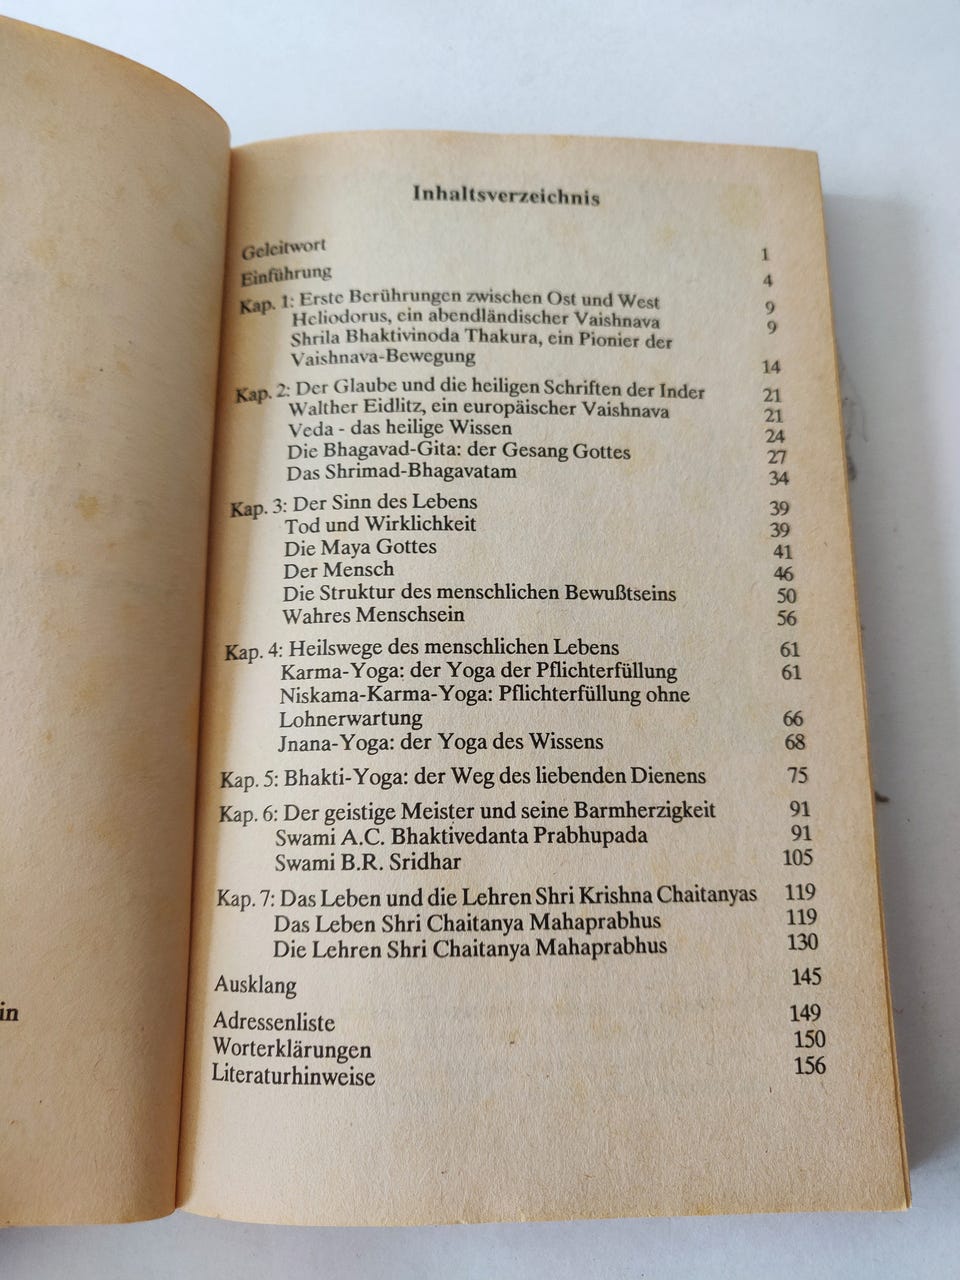 Inhaltsverzeichnis
Geleitwort 1
Einführung 4
Kap. 1: Erste Berührungen zwischen Ost und West 9
Heliodorus, ein abendländischer Vaishnava 9
Shrila Bhaktivinoda Thakura, ein Pionier der
Vaishnava-Bewegung 14
Kap. 2: Der Glaube und die heiligen Schriften der Inder 21
Walther Eidlitz, ein europäischer Vaishnava 21
Veda - das heilige Wissen 24
Die Bhagavad-Gita: der Gesang Gottes 27
Das Shrimad-Bhagavatam 34
Kap. 3: Der Sinn des Lebens 39
Tod und Wirklichkeit 39
Die Maya Gottes 41
Der Mensch 46
Die Struktur des menschlichen Bewußtseins 50
Wahres Menschsein 56
Kap. 4: Heilswege des menschlichen Lebens 61
Karma-Yoga: der Yoga der Pflichterfüllung 61
Niskama-Karma-Yoga: Pflichterfüllung ohne
Lohnerwartung 66
Jnana-Yoga: der Yoga des Wissens 68
Kap. 5: Bhakti-Yoga: der Weg des liebenden Dienens 75
Kap. 6: Der geistige Meister und seine Barmherzigkeit 91
Swami A.C. Bhaktivedanta Prabhupada 91
Swami B.R. Sridhar 105
Kap. 7: Das Leben und die Lehren Shri Krishna Chaitanyas 119
Das Leben Shri Chaitanya Mahaprabhus 119
Die Lehren Shri Chaitanya Mahaprabhus 130
Ausklang 145
Adressenliste 149
Worterklärungen 150
Literaturhinweise 156
in